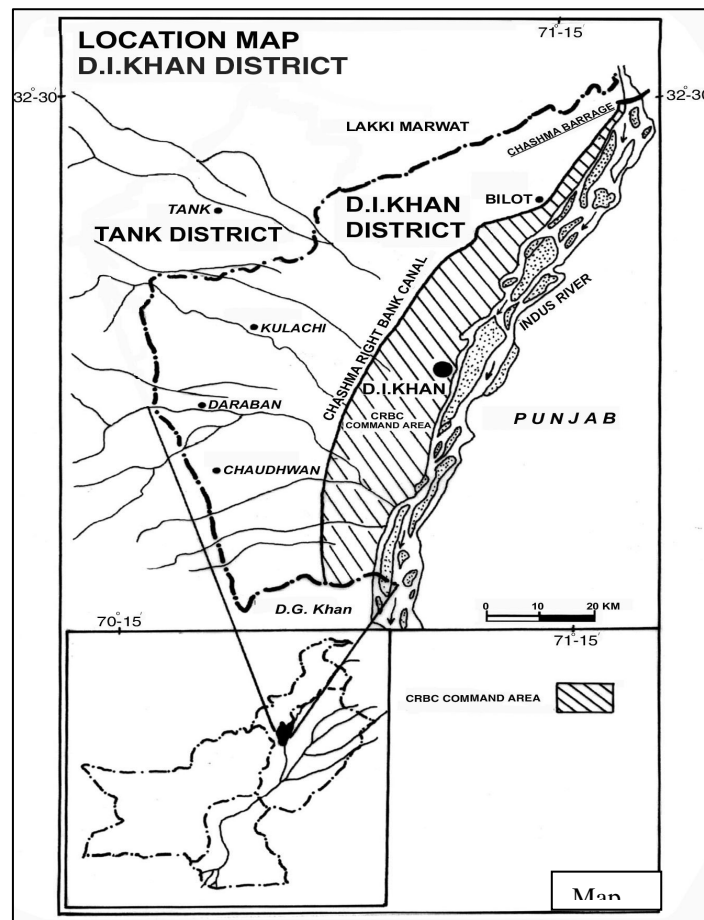 LOCATION MAP
D.I.KHAN DISTRICT
71°-15'
32°-30'
32°-30'
LAKKI MARWAT
CHASHMA BARRAGE
BILOT
TANK
D.I.KHAN
DISTRICT
TANK DISTRICT
CHASHMA RIGHT BANK CANAL
INDUS RIVER
KULACHI
D.I.KHAN
DARABAN
CRBC
COMMAND AREA
PUNJAB
CHAUDHWAN
D.G. Khan
0 10 20 KM
70-15'
71-15'
CRBC COMMAND AREA
Map